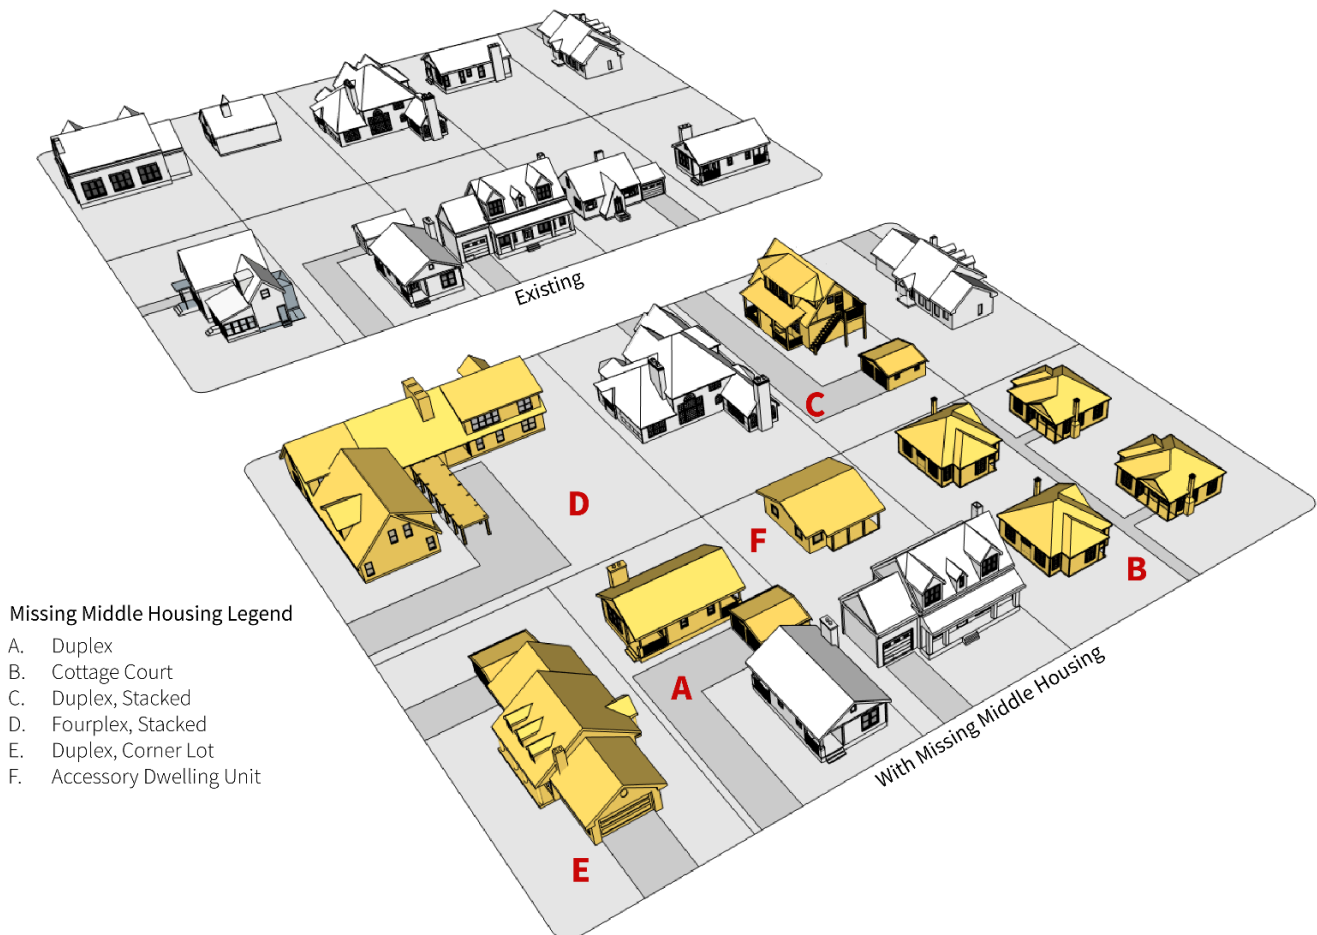 Existing
C
D
F
B
A
E
With Missing Middle Housing
Missing Middle Housing Legend
A. Duplex
B. Cottage Court
C. Duplex, Stacked
D. Fourplex, Stacked
E. Duplex, Corner Lot
F. Accessory Dwelling Unit